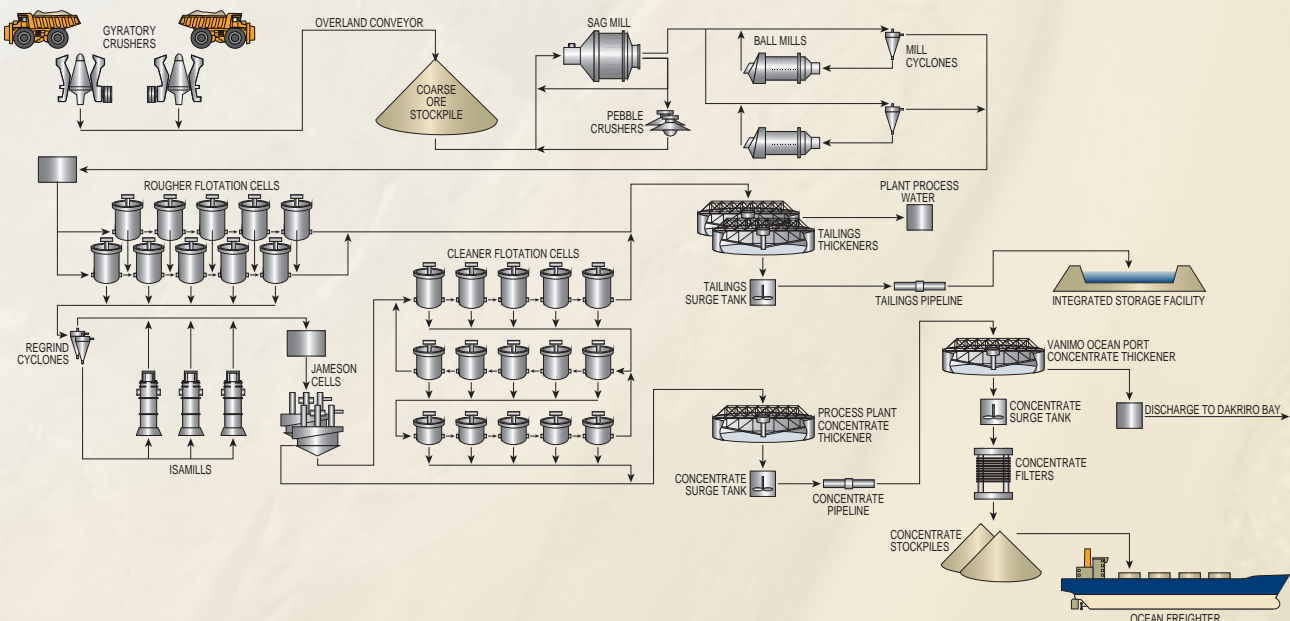 GYRATORY
CRUSHERS
OVERLAND CONVEYOR
COARSE
ORE
STOCKPILE
SAG MILL
PEBBLE
CRUSHERS
BALL MILLS
MILL
CYCLONES
ROUGHER FLOTATION CELLS
CLEANER FLOTATION CELLS
TAILINGS
THICKENERS
PLANT PROCESS
WATER
TAILINGS
SURGE TANK
TAILINGS PIPELINE
INTEGRATED STORAGE FACILITY
REGRIND
CYCLONES
ISAMILLS
JAMESON
CELLS
PROCESS PLANT
CONCENTRATE
THICKENER
CONCENTRATE
SURGE TANK
CONCENTRATE
PIPELINE
VANIMO OCEAN PORT
CONCENTRATE THICKENER
CONCENTRATE
SURGE TANK
DISCHARGE TO DAKRIRO BAY
CONCENTRATE
FILTERS
CONCENTRATE
STOCKPILES
OCEAN FREIGHTER